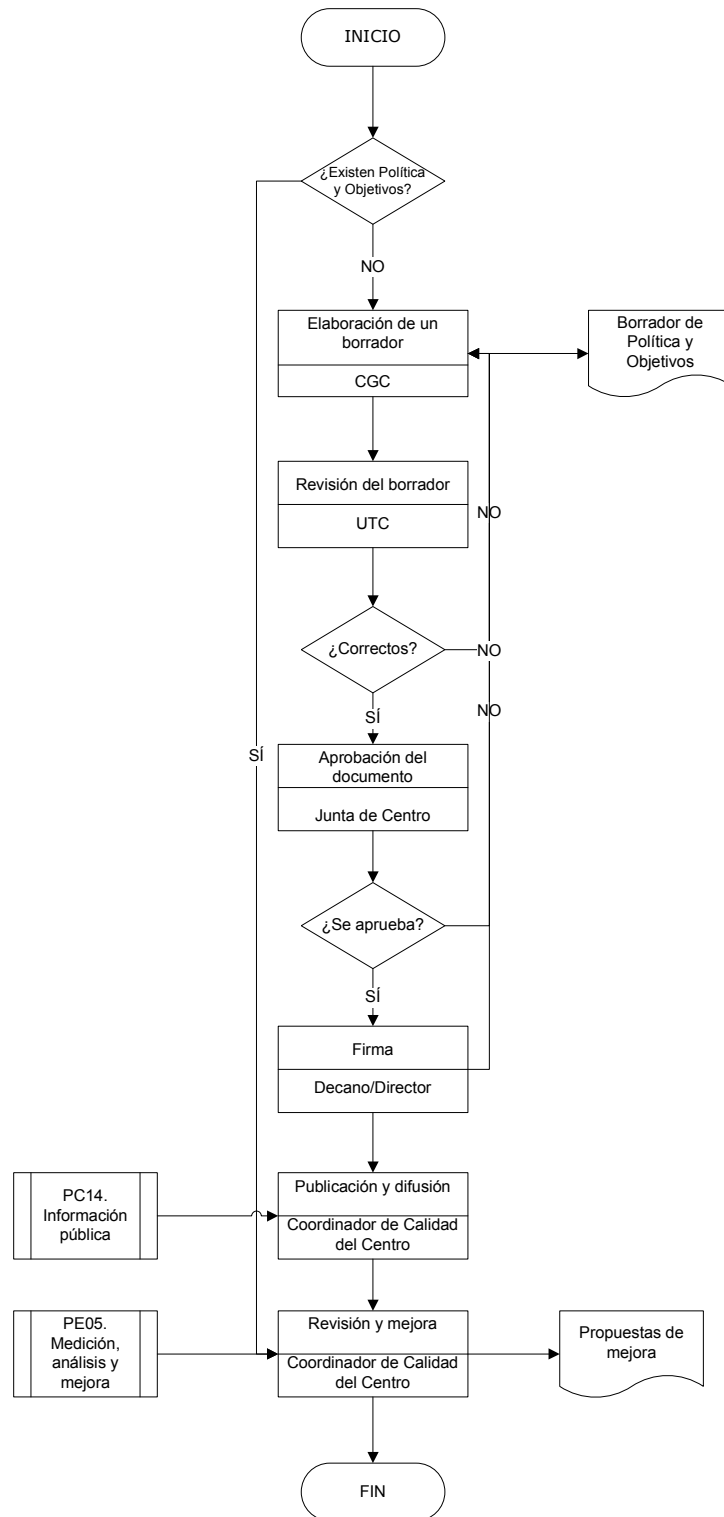 INICIO
¿Existen Política
y Objetivos?
NO
Elaboración de un
borrador
CGC
Borrador de
Política y
Objetivos
Revisión del borrador
UTC
NO
¿Correctos?
NO
SÍ
NO
SÍ
Aprobación del
documento
Junta de Centro
¿Se aprueba?
SÍ
Firma
Decano/Director
PC14.
Información
pública
Publicación y difusión
Coordinador de Calidad
del Centro
PE05.
Medición,
análisis y
mejora
Revisión y mejora
Coordinador de Calidad
del Centro
Propuestas de
mejora
FIN